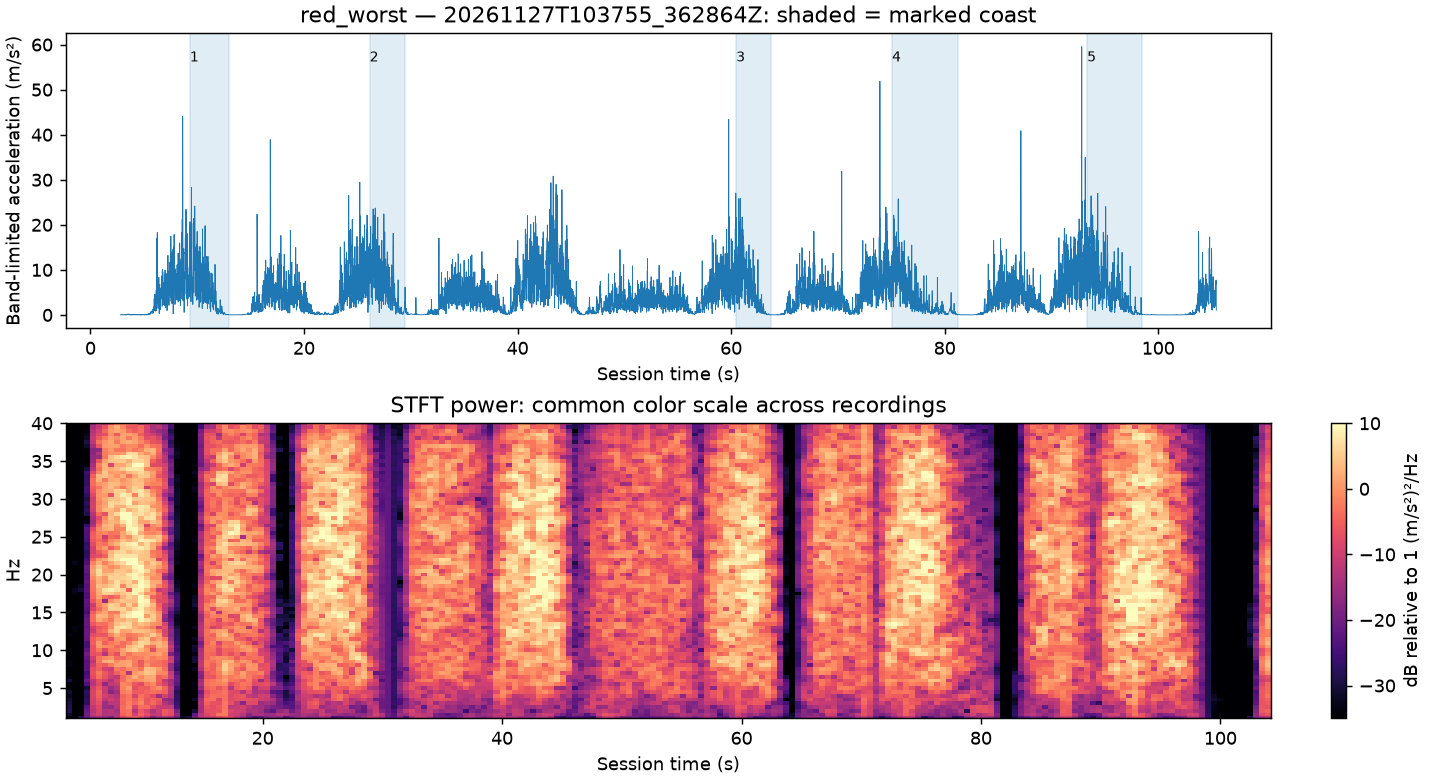 red_worst — 20261127T103755_362864Z: shaded = marked coast
Band-limited acceleration (m/s²)
60
50
40
30
20
10
0
1
2
3
4
5
0 20 40 60 80 100
Session time (s)
STFT power: common color scale across recordings
Hz
40
35
30
25
20
15
10
5
20 40 60 80 100
Session time (s)
10
0
−10
−20
−30
dB relative to 1 (m/s²)²/Hz